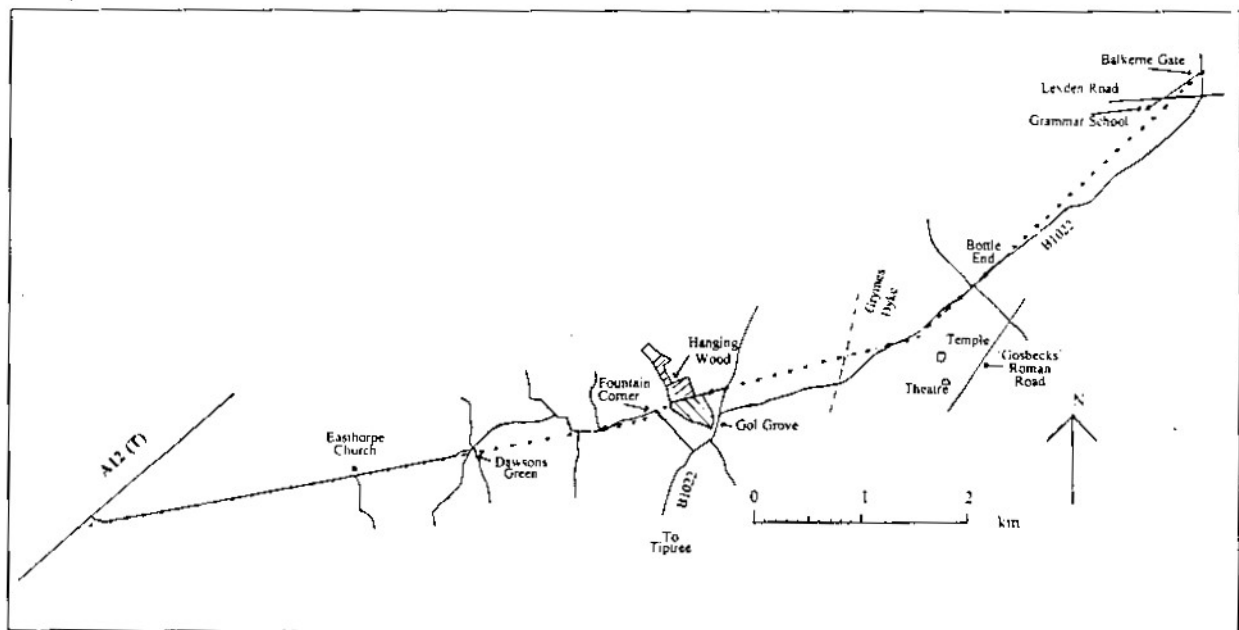 Balkerne Gate
Lexden Road
Grammar School
Bottle
End
B1022
Grymes
Dyke
Temple
'Gosbecks'
Roman
Road
Theatre
Hanging
Wood
Fountain
Corner
Gol Grove
Easthorpe
Church
A12 (T)
Dawsons
Green
B1022
To
Tiptree
N
0 1 2
km